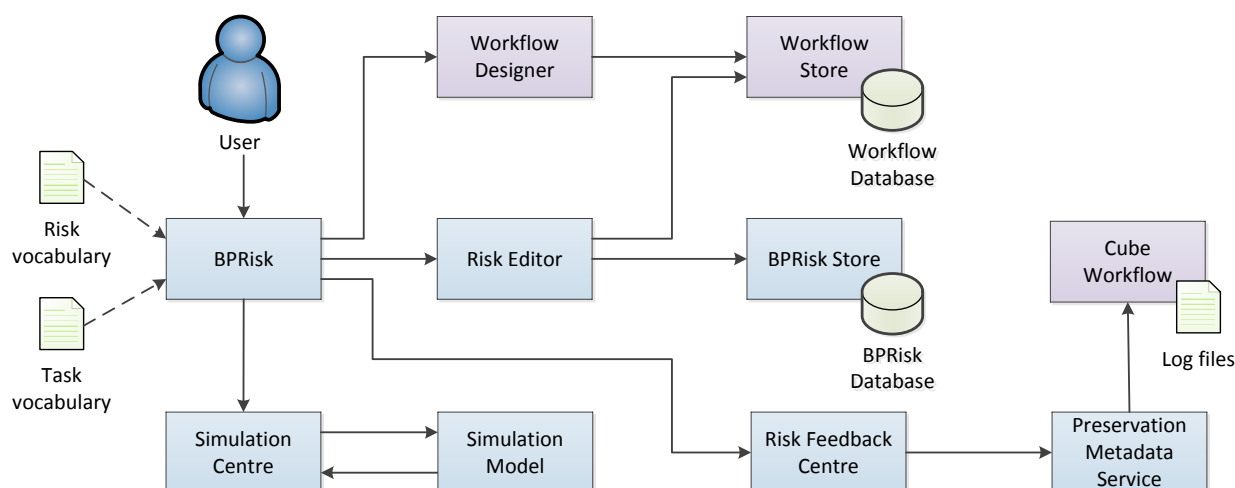 Workflow
Designer
Workflow
Store
User
Workflow
Database
Risk
vocabulary
BPRisk
Risk Editor
BPRisk Store
Cube
Workflow
Task
vocabulary
BPRisk
Database
Log files
Simulation
Centre
Simulation
Model
Risk Feedback
Centre
Preservation
Metadata
Service